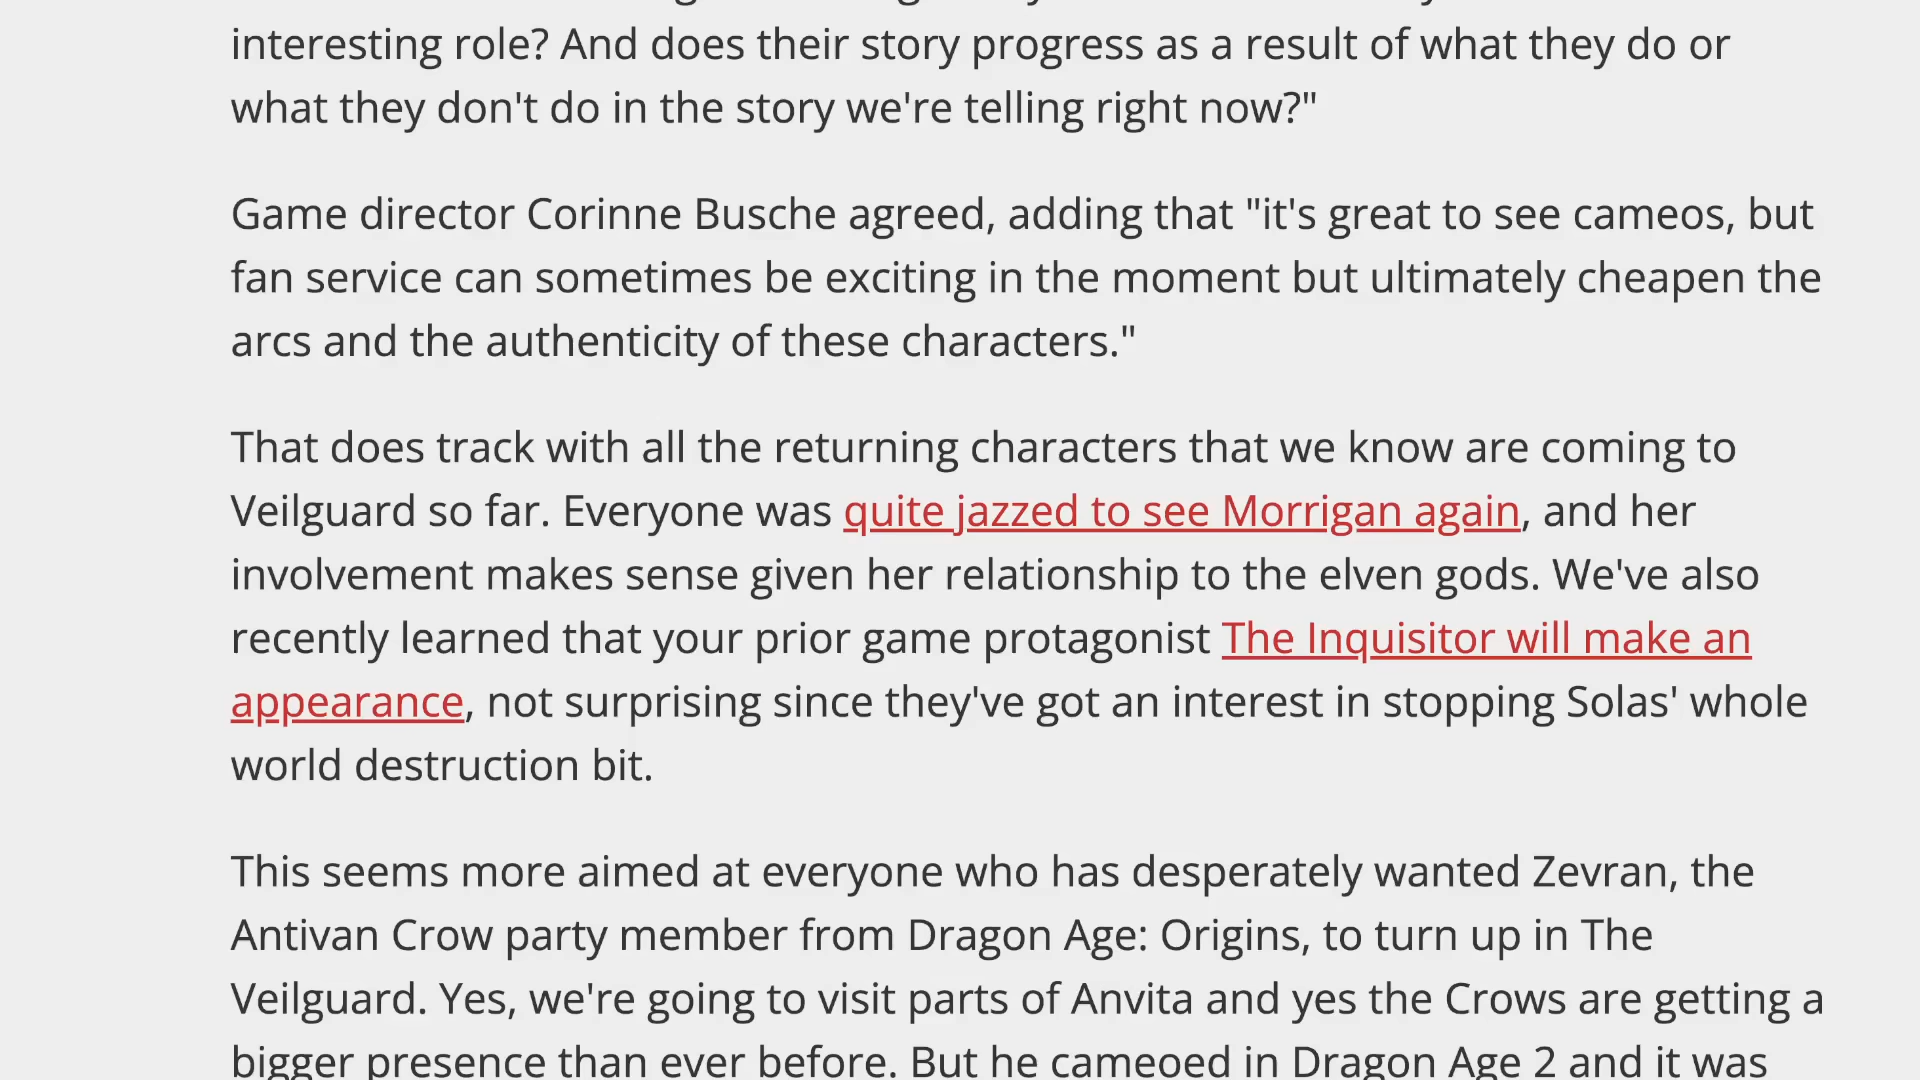 interesting role? And does their story progress as a result of what they do or
what they don't do in the story we're telling right now?"
Game director Corinne Busche agreed, adding that "it's great to see cameos, but
fan service can sometimes be exciting in the moment but ultimately cheapen the
arcs and the authenticity of these characters."
That does track with all the returning characters that we know are coming to
Veilguard so far. Everyone was quite jazzed to see Morrigan again, and her
involvement makes sense given her relationship to the elven gods. We've also
recently learned that your prior game protagonist The Inquisitor will make an
appearance, not surprising since they've got an interest in stopping Solas' whole
world destruction bit.
This seems more aimed at everyone who has desperately wanted Zevran, the
Antivan Crow party member from Dragon Age: Origins, to turn up in The
Veilguard. Yes, we're going to visit parts of Anvita and yes the Crows are getting a
bigger presence than ever before. But he cameoed in Dragon Age 2 and it was